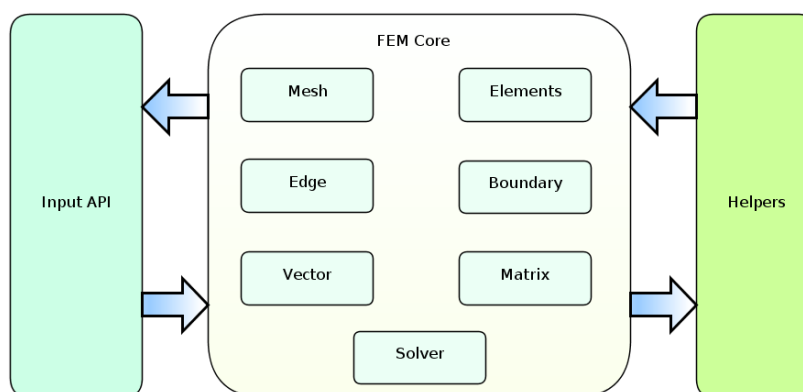 FEM Core
Mesh
Elements
Edge
Boundary
Input API
Helpers
Vector
Matrix
Solver